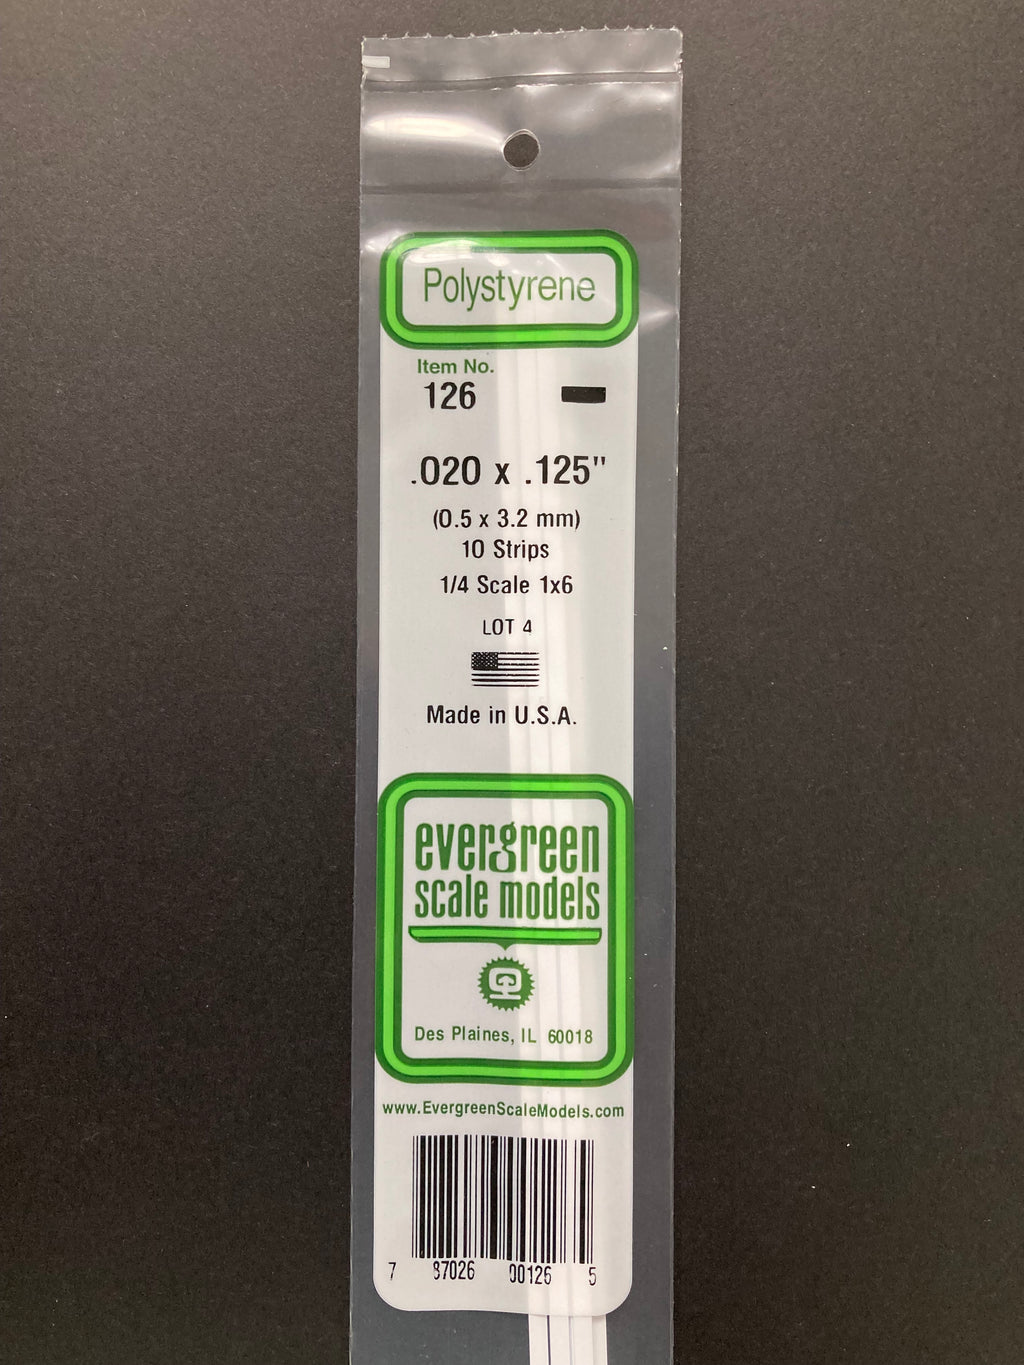 Polystyrene
Item No.
126
.020 x .125"
(0.5 x 3.2 mm)
10 Strips
1/4 Scale 1x6
LOT 4
Made in U.S.A.
evergreen
scale models
Des Plaines, IL 60018
www.EvergreenScaleModels.com
7 87026 00126 5